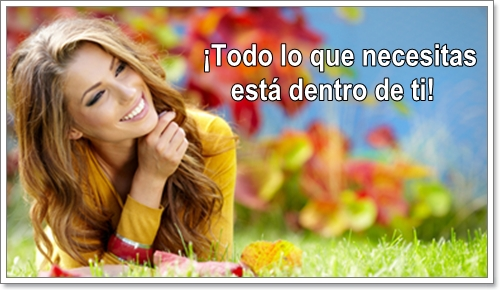 ¡Todo lo que necesitas
está dentro de ti!